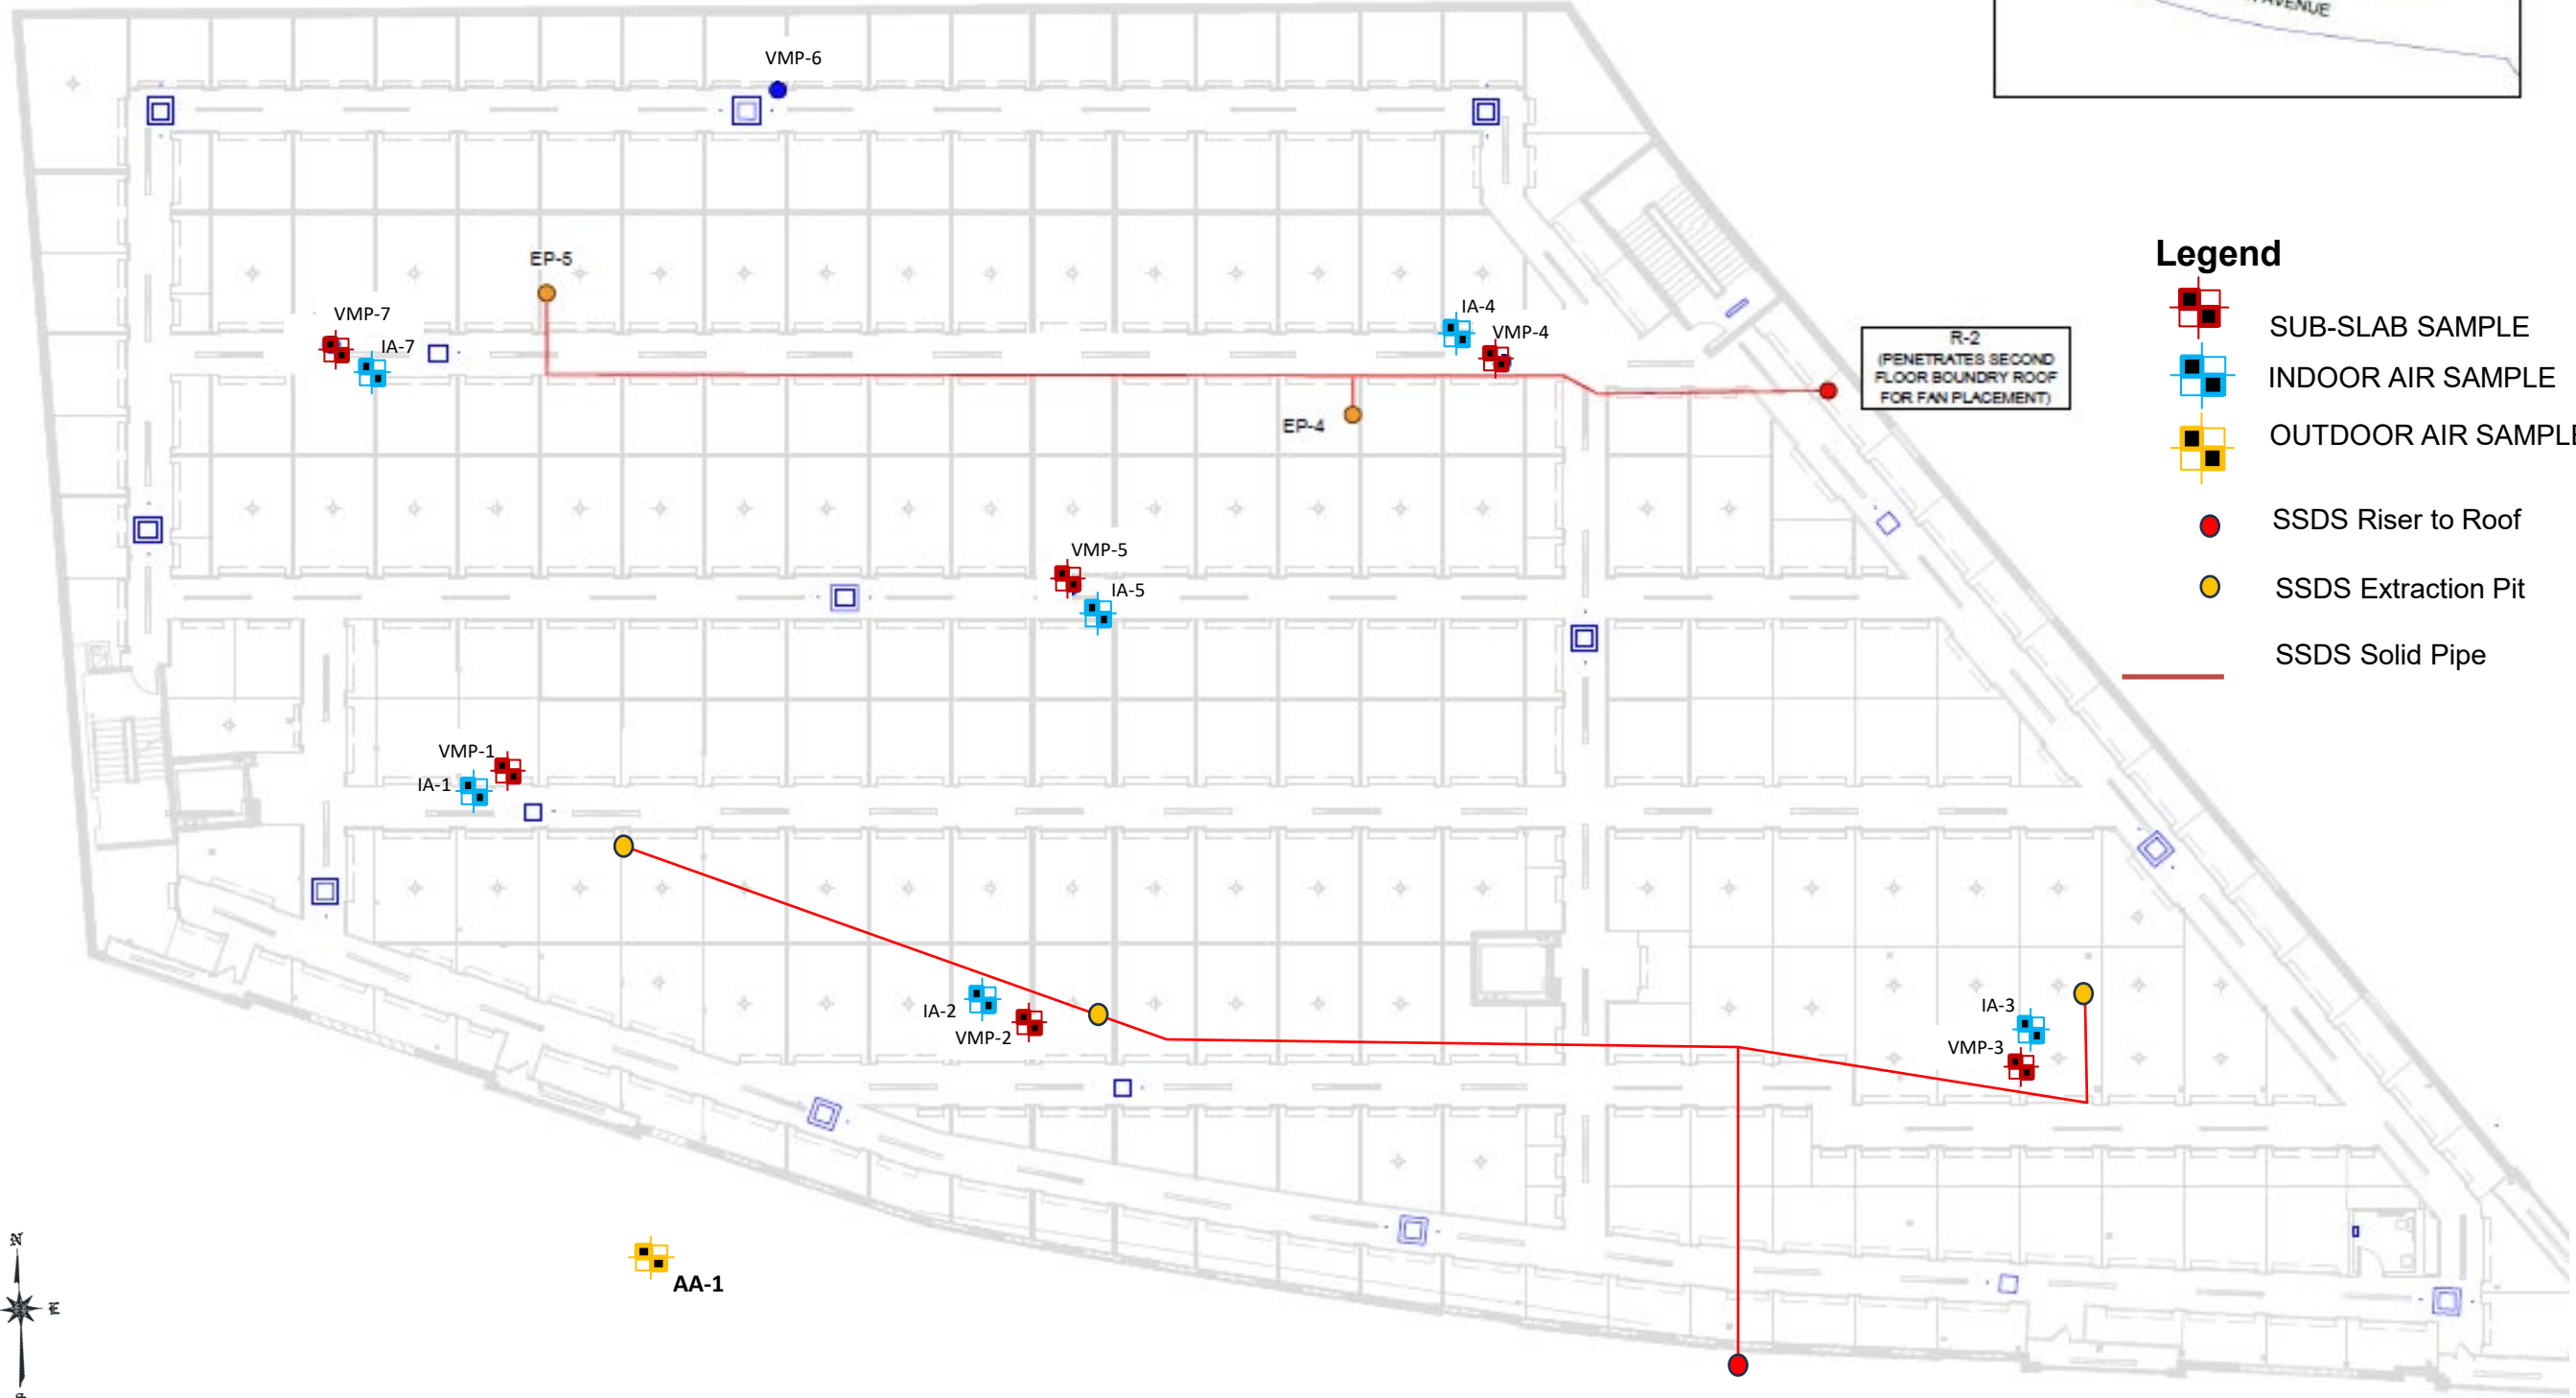 AVENUE
VMP-6
EP-5
VMP-7
IA-7
IA-4
VMP-4
EP-4
R-2
(PENETRATES SECOND
FLOOR BOUNDRY ROOF
FOR FAN PLACEMENT)
Legend
SUB-SLAB SAMPLE
INDOOR AIR SAMPLE
OUTDOOR AIR SAMPLE
SSDS Riser to Roof
SSDS Extraction Pit
SSDS Solid Pipe
VMP-5
IA-5
VMP-1
IA-1
IA-2
VMP-2
IA-3
VMP-3
AA-1
N
E
S